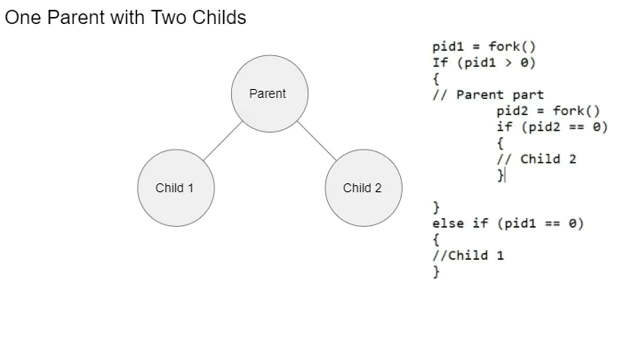 One Parent with Two Childs
Parent
Child 1
Child 2
pid1 = fork()
If (pid1 > 0)
{
// Parent part
pid2 = fork()
if (pid2 == 0)
{
// Child 2
}
}
else if (pid1 == 0)
{
//Child 1
}